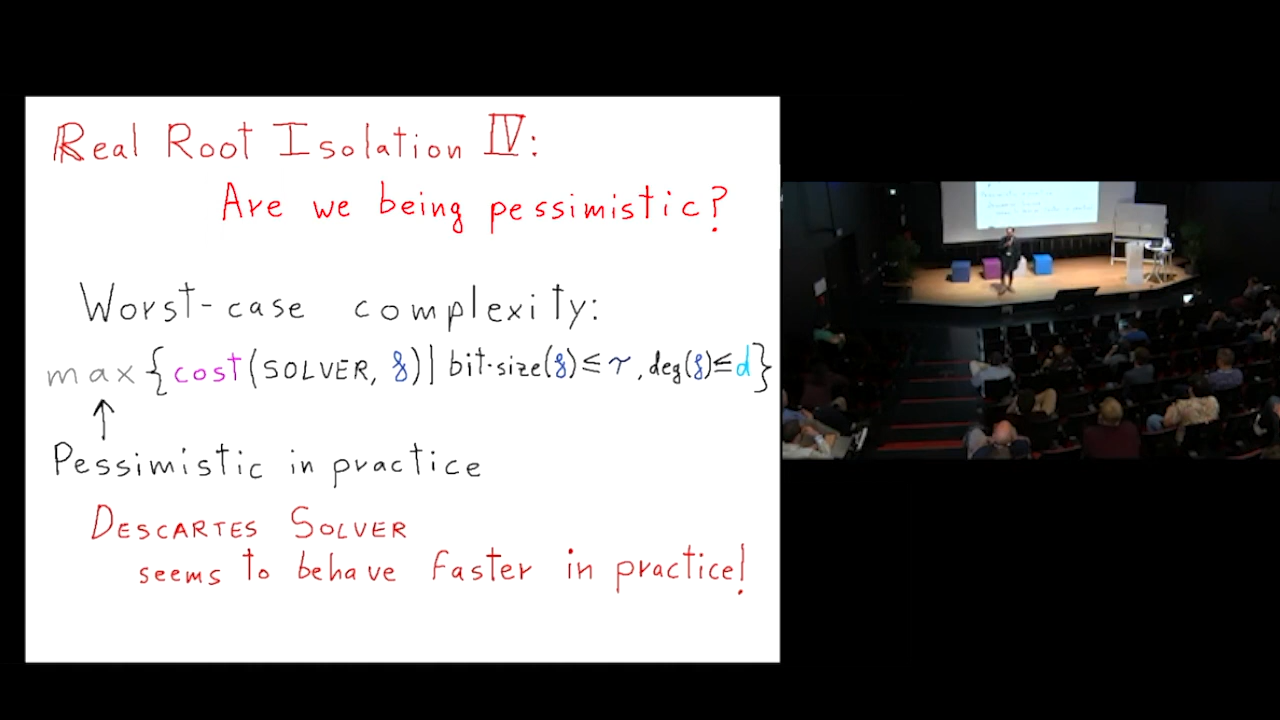 Real Root Isolation IV:
Are we being pessimistic?
Worst-case complexity:
max {cost(SOLVER, f) | bit-size(f) ≤ τ, deg(f) ≤ d}
↑
Pessimistic in practice
DESCARTES SOLVER
seems to behave faster in practice!